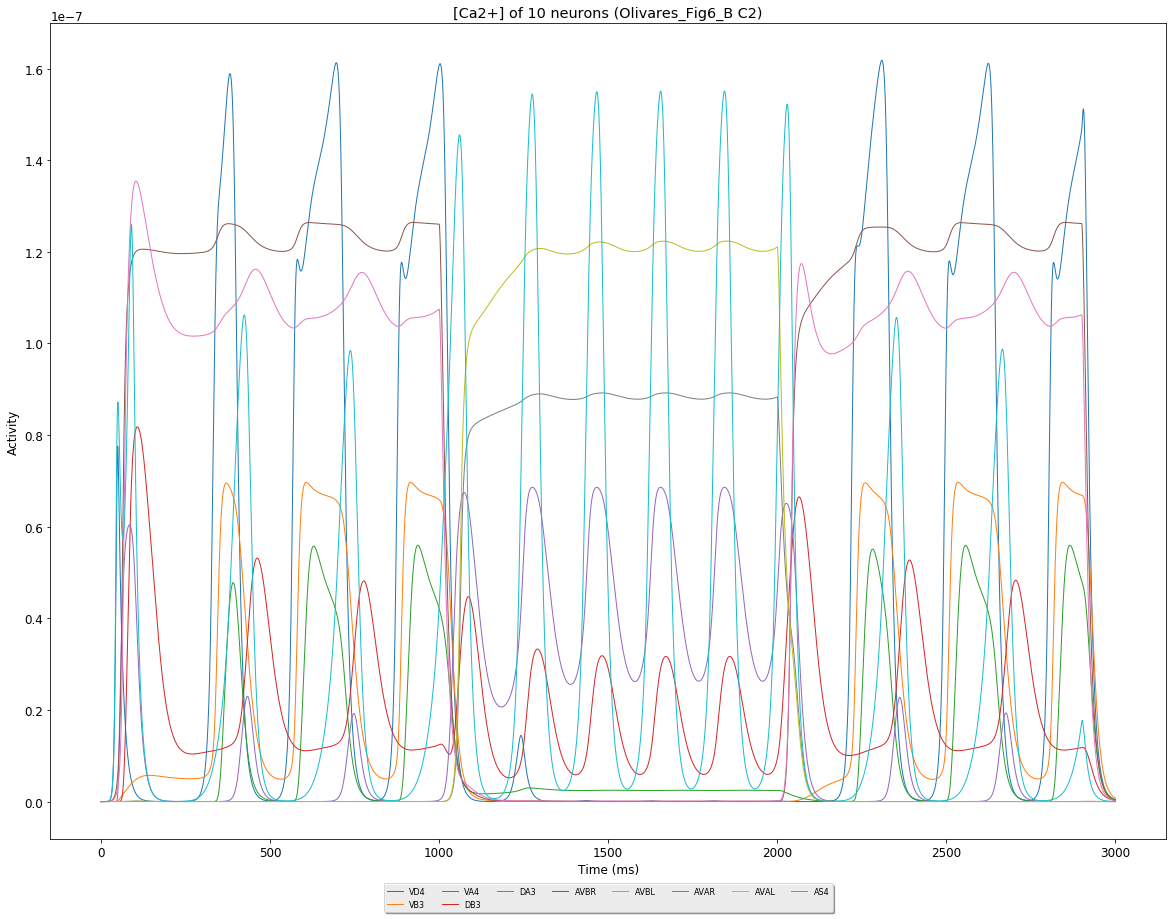 [Ca2+] of 10 neurons (Olivares_Fig6_B C2)
1e−7
1.6
1.4
1.2
1.0
0.8
0.6
0.4
0.2
0.0
Activity
0 500 1000 1500 2000 2500 3000
Time (ms)
VD4 VA4 DA3 AVBR AVBL AVAR AVAL AS4
VB3 DB3